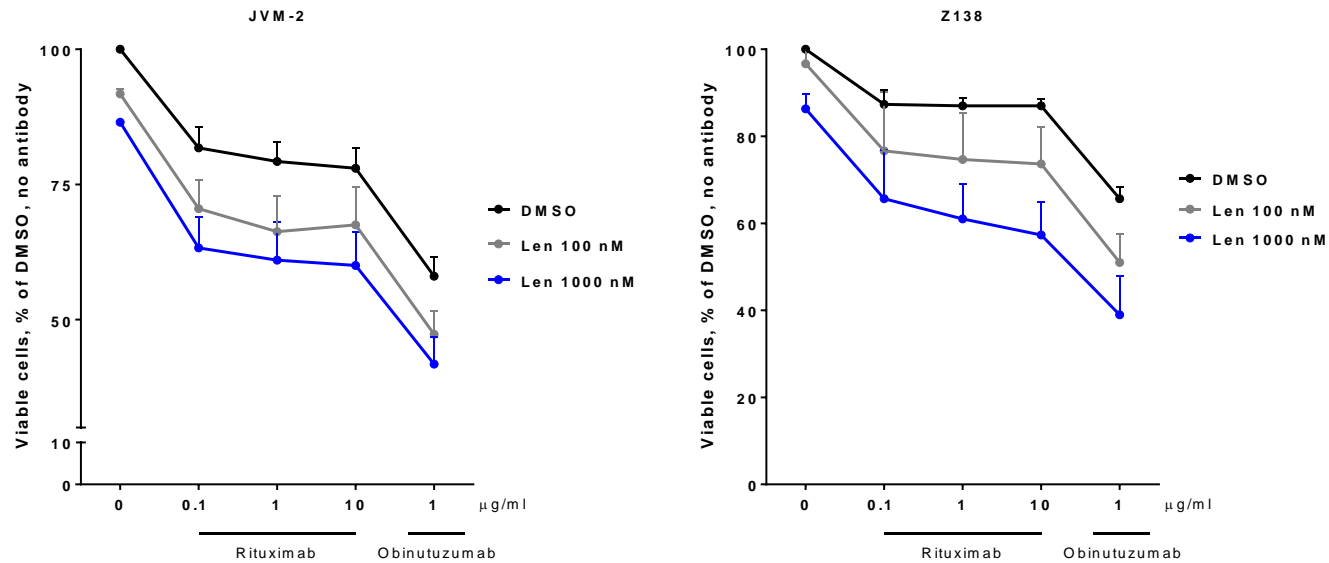 JVM-2
Viable cells, % of DMSO, no antibody
100
75
50
10
0
0 0.1 1 10 1 μg/ml
Rituximab Obinutuzumab
DMSO
Len 100 nM
Len 1000 nM
Z138
Viable cells, % of DMSO, no antibody
100
80
60
40
20
0
0 0.1 1 10 1 μg/ml
Rituximab Obinutuzumab
DMSO
Len 100 nM
Len 1000 nM